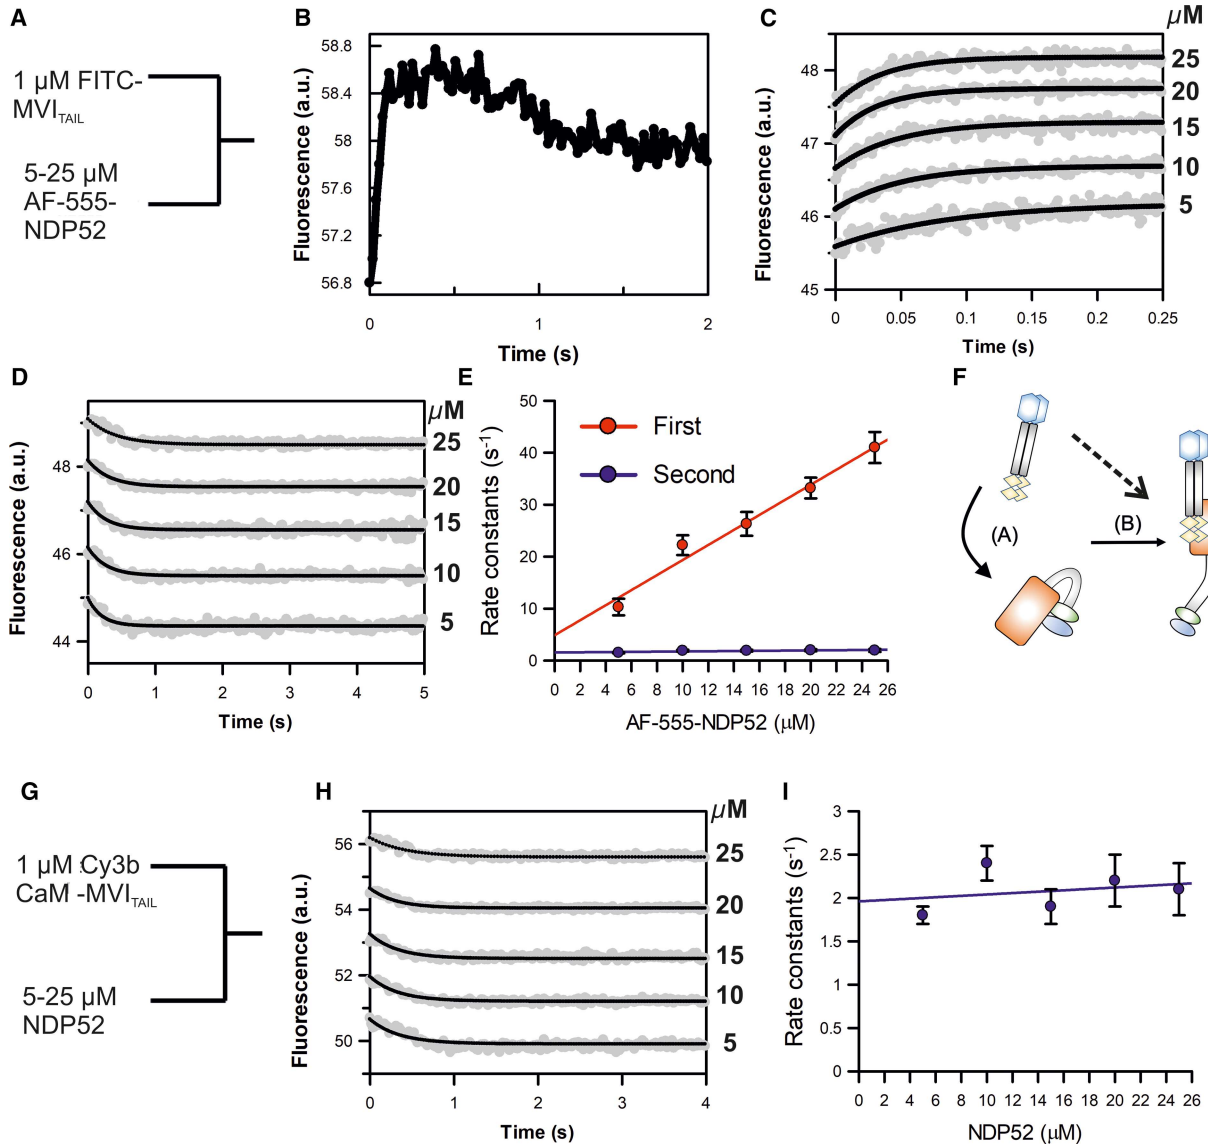 A
1 µM FITC-
MVITAIL
5-25 µM
AF-555-
NDP52
B
Fluorescence (a.u.)
58.8
58.4
58
57.6
57.2
56.8
0
1
2
Time (s)
C
µM
Fluorescence (a.u.)
48
47
46
45
25
20
15
10
5
0
0.05
0.1
0.15
0.2
0.25
Time (s)
D
µM
Fluorescence (a.u.)
48
46
44
25
20
15
10
5
0
1
2
3
4
5
Time (s)
E
Rate constants (s-1)
50
40
30
20
10
0
First
Second
0 2 4 6 8 10 12 14 16 18 20 22 24 26
AF-555-NDP52 (µM)
F
(A)
(B)
G
1 µM Cy3b
CaM -MVITAIL
5-25 µM
NDP52
H
µM
Fluorescence (a.u.)
56
54
52
50
25
20
15
10
5
0
1
2
3
4
Time (s)
I
Rate constants (s-1)
3
2.5
2
1.5
1
0.5
0
0 2 4 6 8 10 12 14 16 18 20 22 24 26
NDP52 (µM)